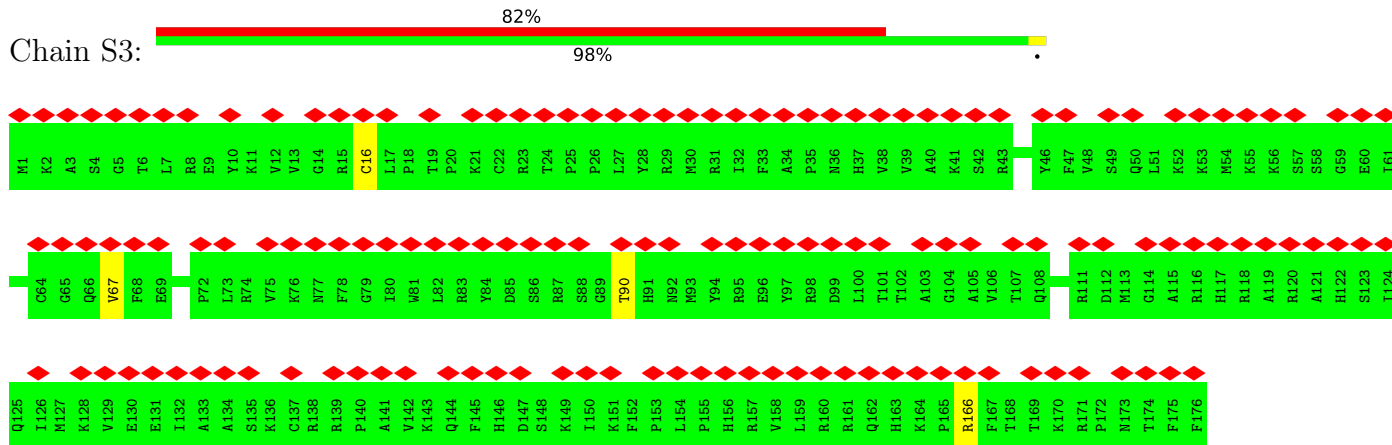 82%
Chain S3:
98%
.
M1 K2 A3 S4 G5 T6 L7 R8 E9 Y10 K11 V12 V13 G14 R15 C16 L17 P18 T19 P20 K21 C22 R23 T24 P25 P26 L27 Y28 R29 M30 R31 I32 F33 A34 P35 N36 H37 V38 V39 A40 K41 S42 R43 Y46 F47 V48 S49 Q50 L51 K52 K53 M54 K55 K56 S57 S58 G59 E60 I61
C64 G65 Q66 V67 F68 E69 P72 L73 R74 V75 K76 N77 F78 G79 I80 W81 L82 R83 Y84 D85 S86 R87 S88 G89 T90 H91 N92 M93 Y94 R95 E96 Y97 R98 D99 L100 T101 T102 A103 G104 A105 V106 T107 Q108 R111 D112 M113 G114 A115 R116 H117 R118 A119 R120 A121 H122 S123 I124
Q125 I126 M127 K128 V129 E130 E131 I132 A133 A134 S135 K136 C137 R138 R139 P140 A141 V142 K143 Q144 F145 H146 D147 S148 K149 I150 K151 F152 P153 L154 P155 H156 R157 V158 L159 R160 R161 Q162 H163 K164 P165 R166 F167 T168 T169 K170 R171 P172 N173 T174 F175 F176